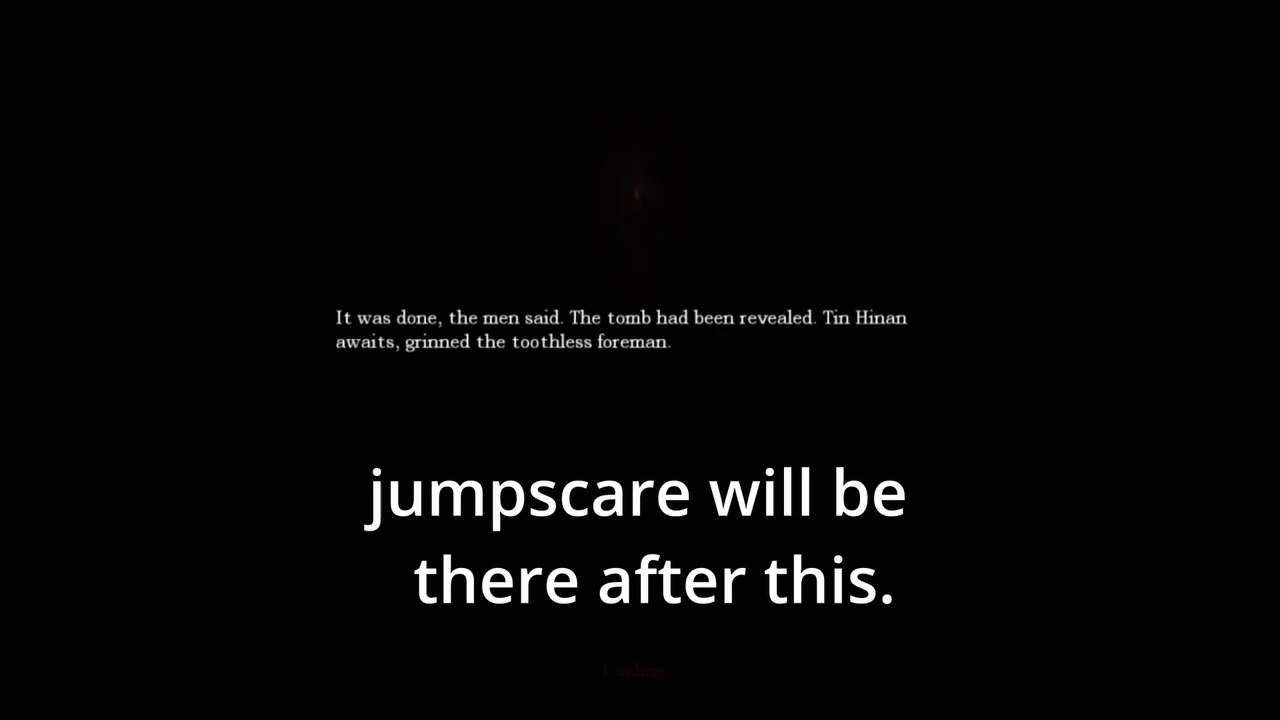 It was done, the men said. The tomb had been revealed. Tin Hinan
awaits, grinned the toothless foreman.
jumpscare will be
there after this.
Loading.